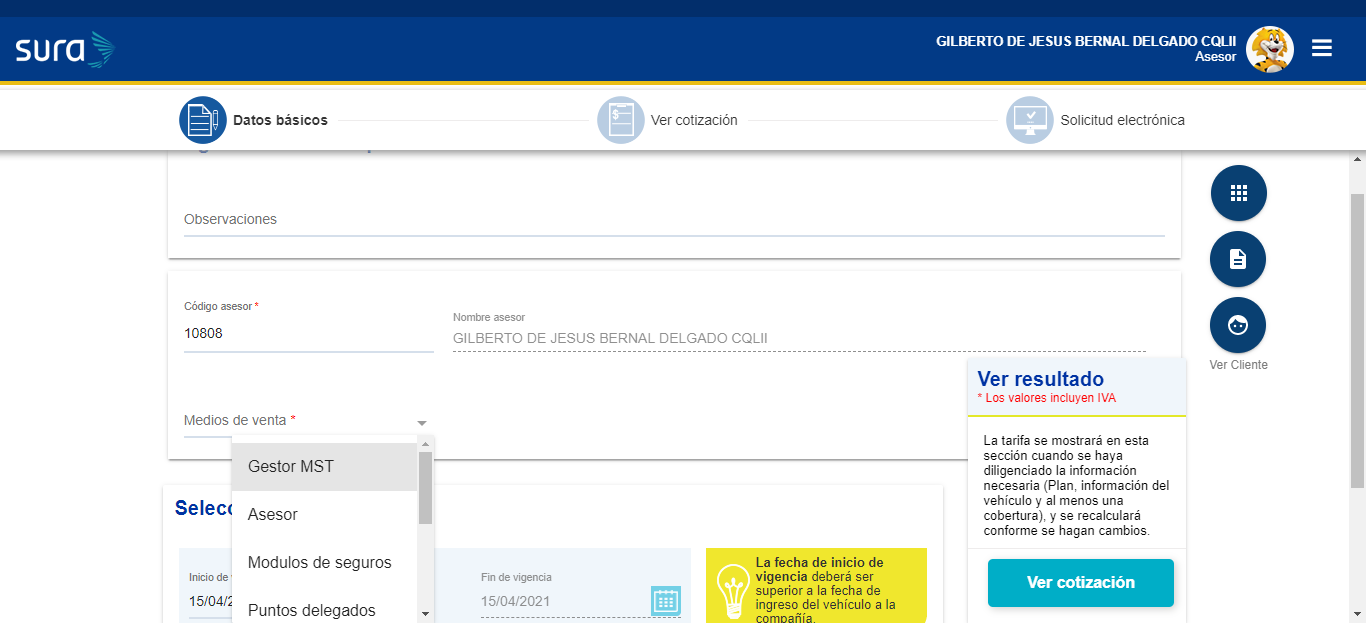 sura
GILBERTO DE JESUS BERNAL DELGADO CQLII
Asesor
Datos básicos
Ver cotización
Solicitud electrónica
Observaciones
Código asesor *
10808
Nombre asesor
GILBERTO DE JESUS BERNAL DELGADO CQLII
Ver Cliente
Medios de venta *
Gestor MST
Asesor
Modulos de seguros
Puntos delegados
Ver resultado
* Los valores incluyen IVA
La tarifa se mostrará en esta
sección cuando se haya
diligenciado la información
necesaria (Plan, información del
vehículo y al menos una
cobertura), y se recalculará
conforme se hagan cambios.
Ver cotización
Inicio de
15/04/2
Fin de vigencia
15/04/2021
La fecha de inicio de
vigencia deberá ser
superior a la fecha de
ingreso del vehículo a la
compañía.